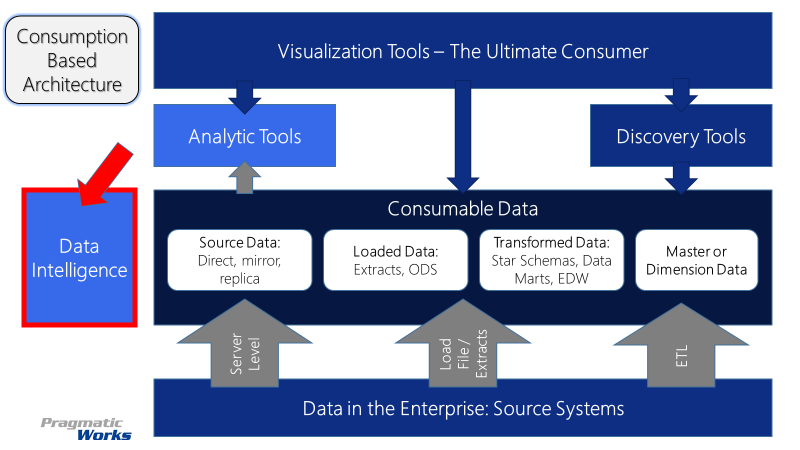 Consumption
Based
Architecture
Visualization Tools – The Ultimate Consumer
Analytic Tools
Discovery Tools
Data
Intelligence
Consumable Data
Source Data:
Direct, mirror,
replica
Loaded Data:
Extracts, ODS
Transformed Data:
Star Schemas, Data
Marts, EDW
Master or
Dimension Data
Server
Level
Load
File/
Extracts
ETL
Data in the Enterprise: Source Systems
Pragmatic
Works